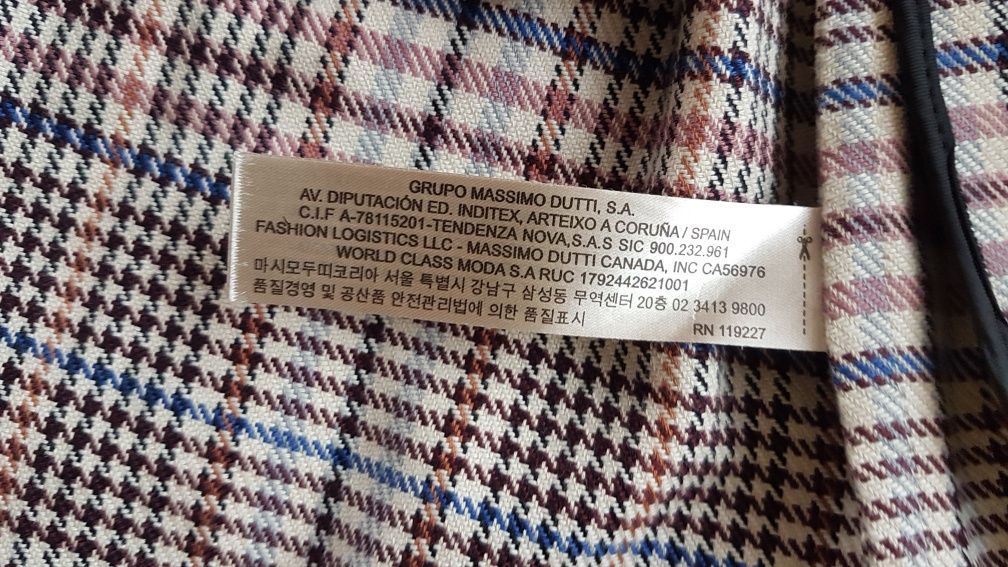 GRUPO MASSIMO DUTTI, S.A.
AV. DIPUTACIÓN ED. INDITEX, ARTEIXO A CORUÑA / SPAIN
C.I.F A-78115201-TENDENZA NOVA,S.A.S SIC 900.232.961
FASHION LOGISTICS LLC - MASSIMO DUTTI CANADA, INC CA56976
WORLD CLASS MODA S.A RUC 1792442621001
마시모두띠코리아 서울 특별시 강남구 삼성동 무역센터 20층 02 3413 9800
품질경영 및 공산품 안전관리법에 의한 품질표시
RN 119227